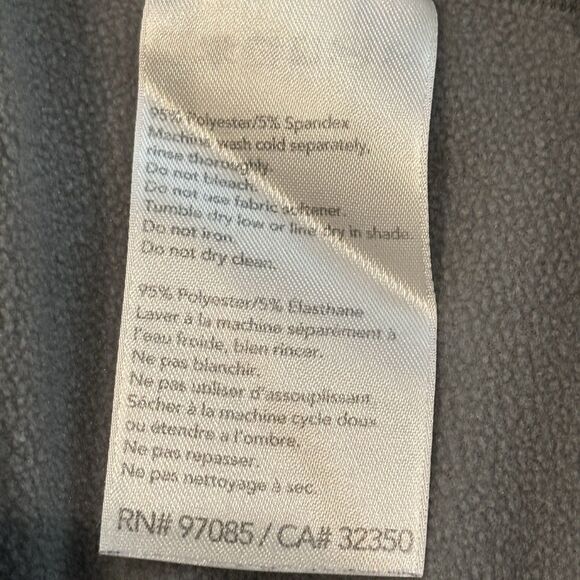 95% Polyester/5% Spandex
Machine wash cold separately,
rinse thoroughly.
Do not bleach.
Do not use fabric softener.
Tumble dry low or line dry in shade.
Do not iron.
Do not dry clean.
95% Polyester/5% Elasthane
Laver à la machine séparément à
l'eau froide, bien rincer.
Ne pas blanchir.
Ne pas utiliser d'assouplissant.
Sécher à la machine cycle doux
ou étendre à l'ombre.
Ne pas repasser.
Ne pas nettoyage à sec.
RN# 97085 / CA# 32350